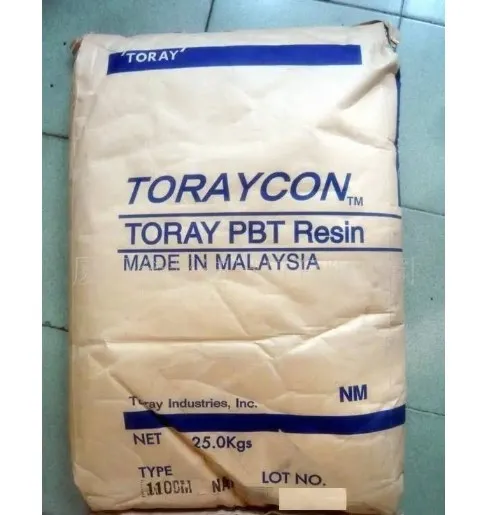 'TORAY'
TORAYCON TM
TORAY PBT Resin
MADE IN MALAYSIA
Toray Industries, Inc. NM
NET 25.0Kgs
TYPE LOT NO.
1100M